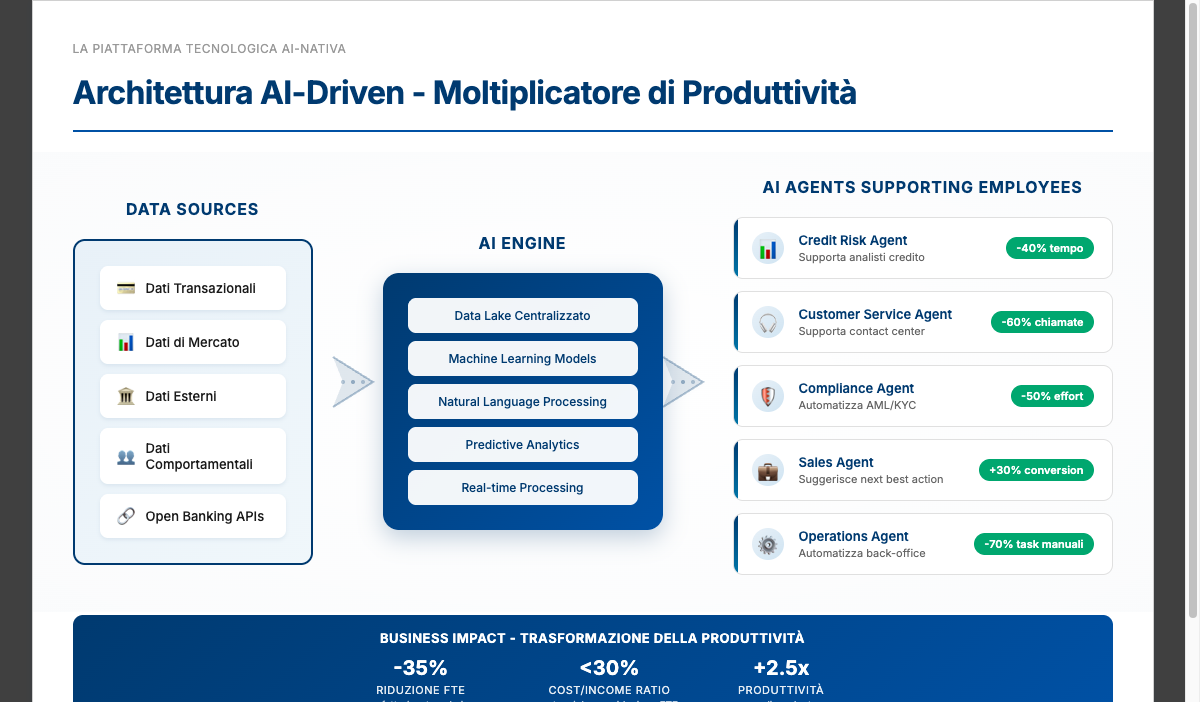 LA PIATTAFORMA TECNOLOGICA AI-NATIVA
Architettura AI-Driven - Moltiplicatore di Produttività
DATA SOURCES
Dati Transazionali
Dati di Mercato
Dati Esterni
Dati
Comportamentali
Open Banking APIs
AI ENGINE
Data Lake Centralizzato
Machine Learning Models
Natural Language Processing
Predictive Analytics
Real-time Processing
AI AGENTS SUPPORTING EMPLOYEES
Credit Risk Agent
Supporta analisti credito
-40% tempo
Customer Service Agent
Supporta contact center
-60% chiamate
Compliance Agent
Automatizza AML/KYC
-50% effort
Sales Agent
Suggerisce next best action
+30% conversion
Operations Agent
Automatizza back-office
-70% task manuali
BUSINESS IMPACT - TRASFORMAZIONE DELLA PRODUTTIVITÀ
-35%
RIDUZIONE FTE
<30%
COST/INCOME RATIO
+2.5x
PRODUTTIVITÀ